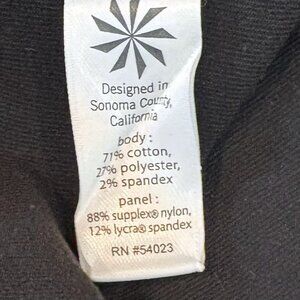 Designed in
Sonoma County,
California
body :
71% cotton,
27% polyester,
2% spandex
panel :
88% supplex® nylon,
12% lycra® spandex
RN #54023